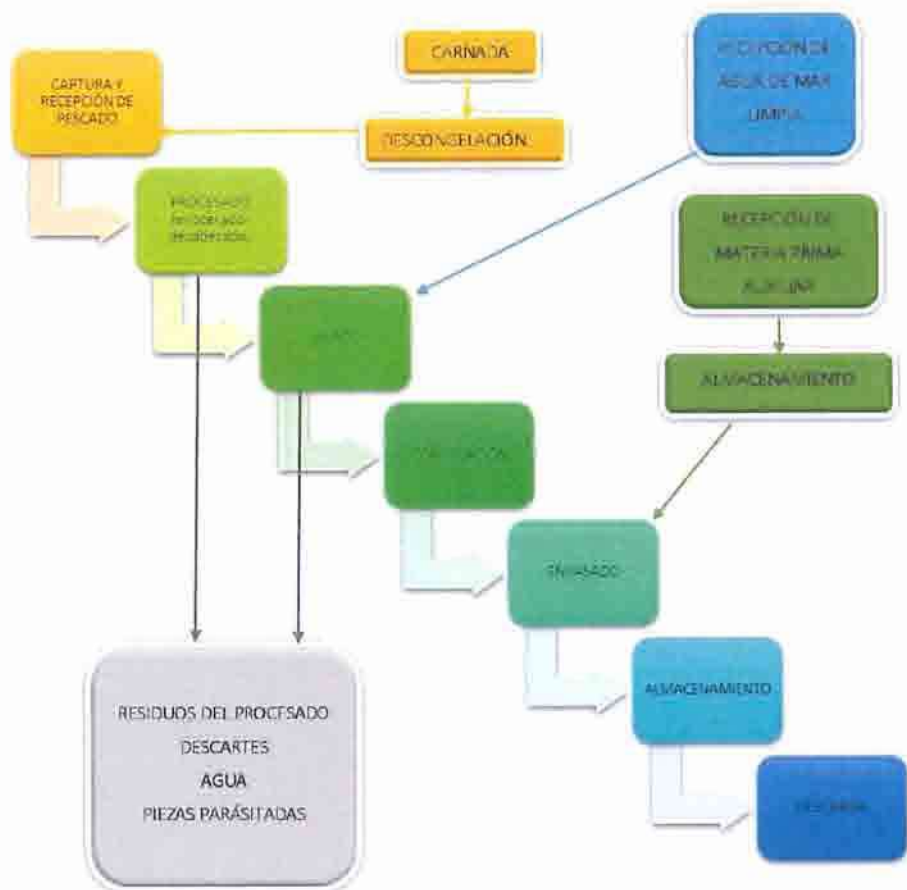 CARNADA
CAPTURA Y
RECEPCIÓN DE
PESCADO
DESCONGELACIÓN
RECEPCIÓN DE
AGUA DE MAR
LIMPIA
PROCESADO
RECEPCIÓN DE
MATERIA PRIMA
AUXILIAR
ALMACENAMIENTO
ENVASADO
ALMACENAMIENTO
RESIDUOS DEL PROCESADO
DESCARTES
AGUA
PIEZAS PARÁSITADAS